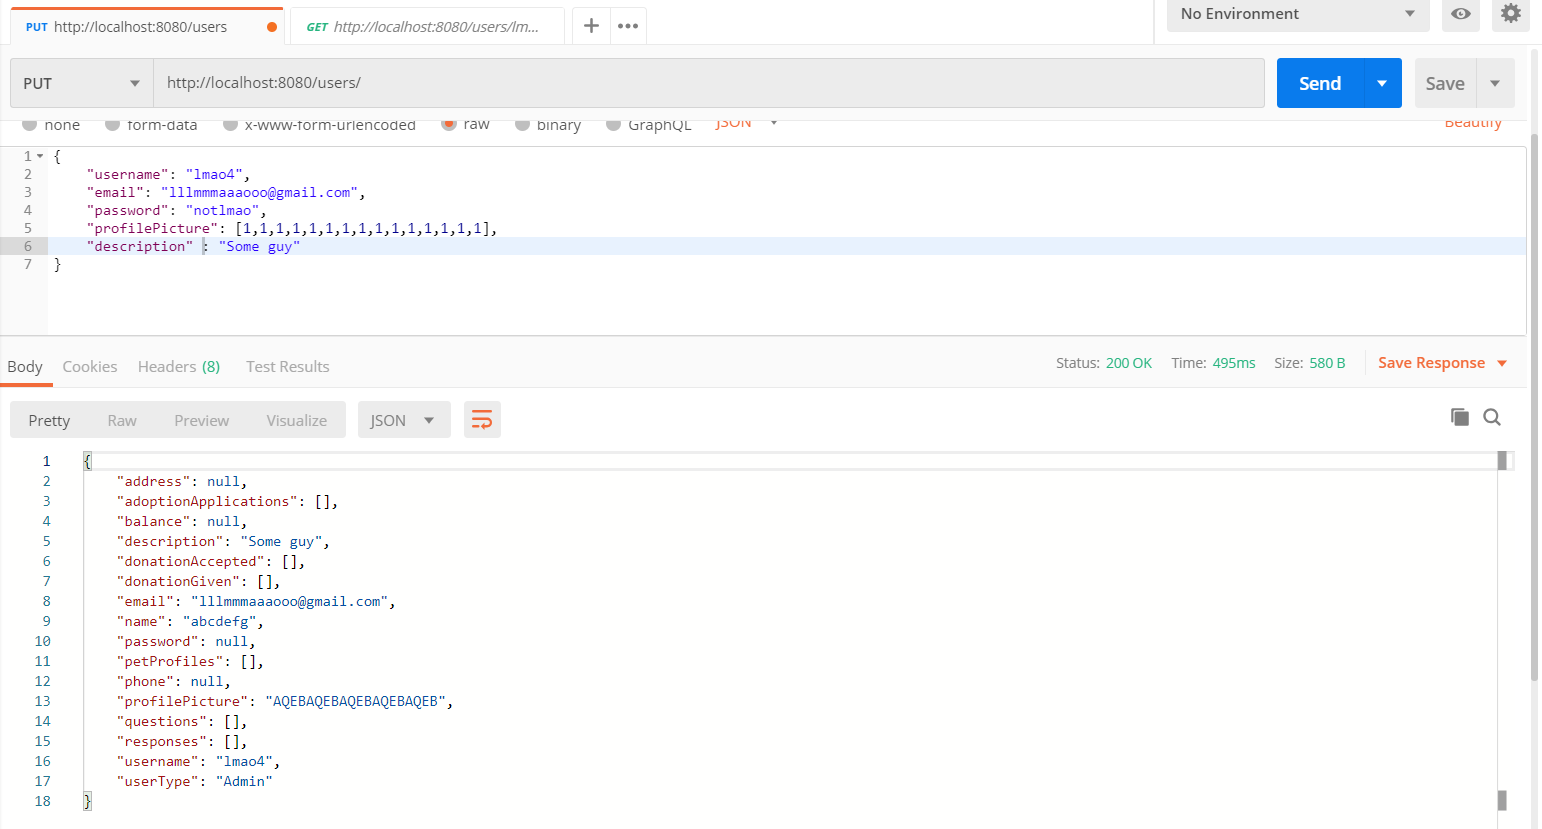 PUT http://localhost:8080/users GET http://localhost:8080/users/lm... + ••• No Environment
PUT http://localhost:8080/users/ Send Save
none form-data x-www-form-urlencoded raw binary GraphQL JSON Beautify
1 {
2 "username": "lmao4",
3 "email": "lllmmmaaaooo@gmail.com",
4 "password": "notlmao",
5 "profilePicture": [1,1,1,1,1,1,1,1,1,1,1,1,1,1,1],
6 "description" : "Some guy"
7 }
Body Cookies Headers (8) Test Results Status: 200 OK Time: 495ms Size: 580 B Save Response
Pretty Raw Preview Visualize JSON
1 {
2 "address": null,
3 "adoptionApplications": [],
4 "balance": null,
5 "description": "Some guy",
6 "donationAccepted": [],
7 "donationGiven": [],
8 "email": "lllmmmaaaooo@gmail.com",
9 "name": "abcdefg",
10 "password": null,
11 "petProfiles": [],
12 "phone": null,
13 "profilePicture": "AQEBAQEBAQEBAQEBAQEB",
14 "questions": [],
15 "responses": [],
16 "username": "lmao4",
17 "userType": "Admin"
18 }